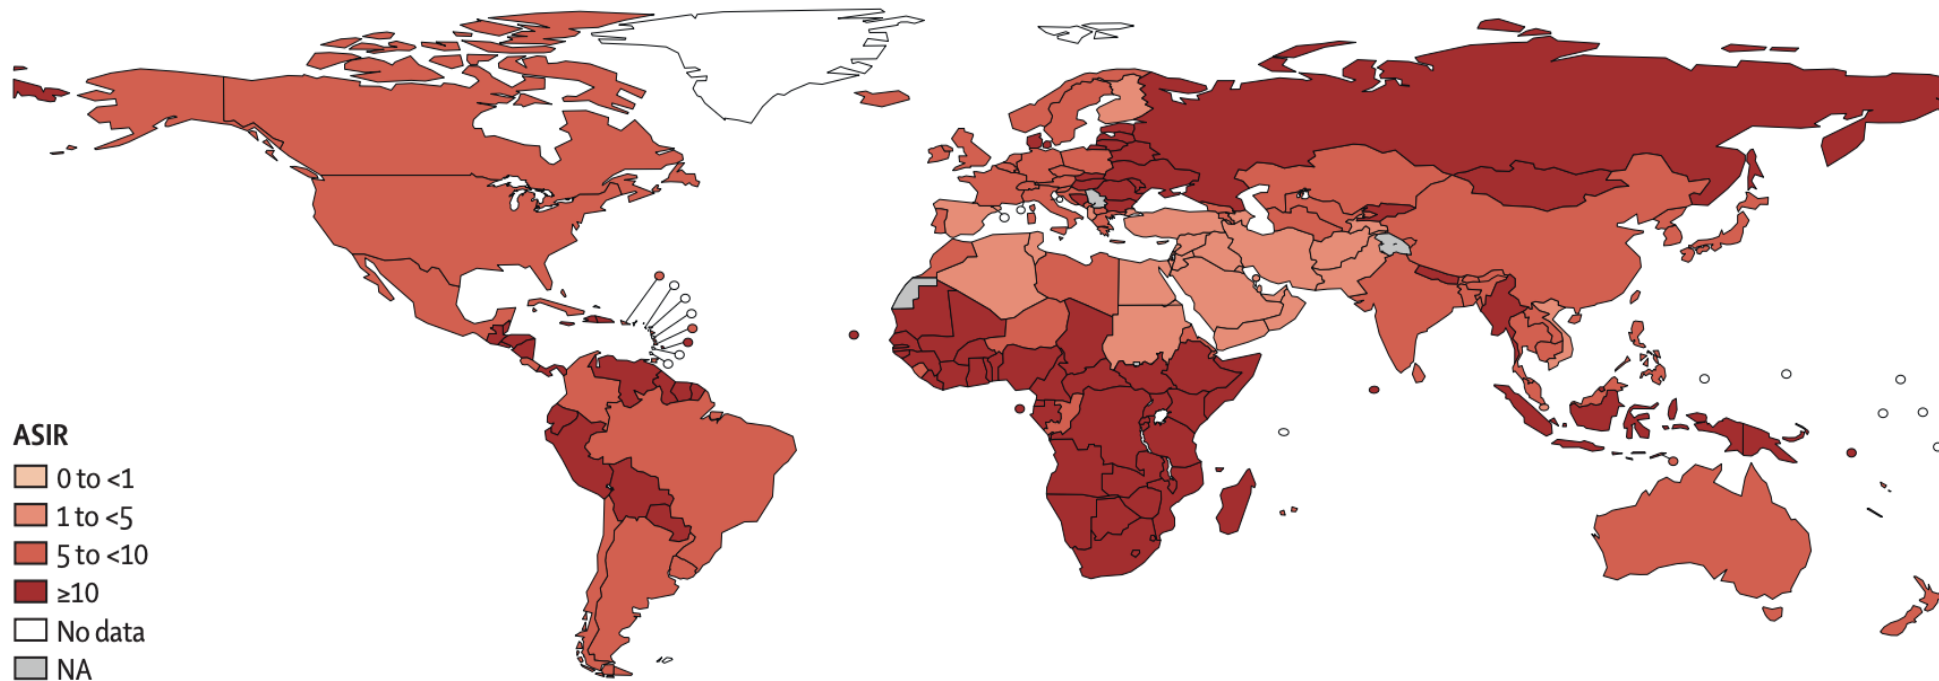 ASIR
0 to <1
1 to <5
5 to <10
≥10
No data
NA